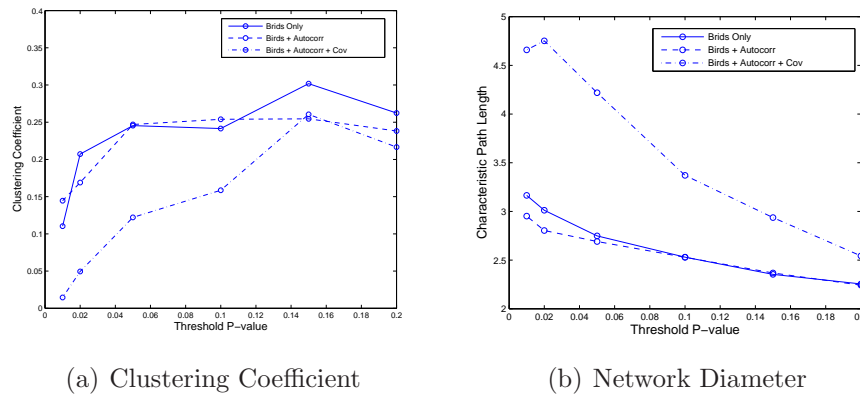 0.4
0.35
0.3
0.25
0.2
0.15
0.1
0.05
0
Clustering Coefficient
0 0.02 0.04 0.06 0.08 0.1 0.12 0.14 0.16 0.18 0.2
Threshold P-value
Brids Only
Birds + Autocorr
Birds + Autocorr + Cov
(a) Clustering Coefficient
5
4.5
4
3.5
3
2.5
2
Characteristic Path Length
0 0.02 0.04 0.06 0.08 0.1 0.12 0.14 0.16 0.18 0.2
Threshold P-value
Birds Only
Birds + Autocorr
Birds + Autocorr + Cov
(b) Network Diameter